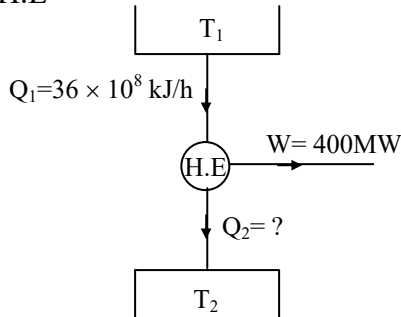 H.E
T₁
Q₁=36 × 10⁸ kJ/h
W= 400MW
H.E
Q₂= ?
T₂